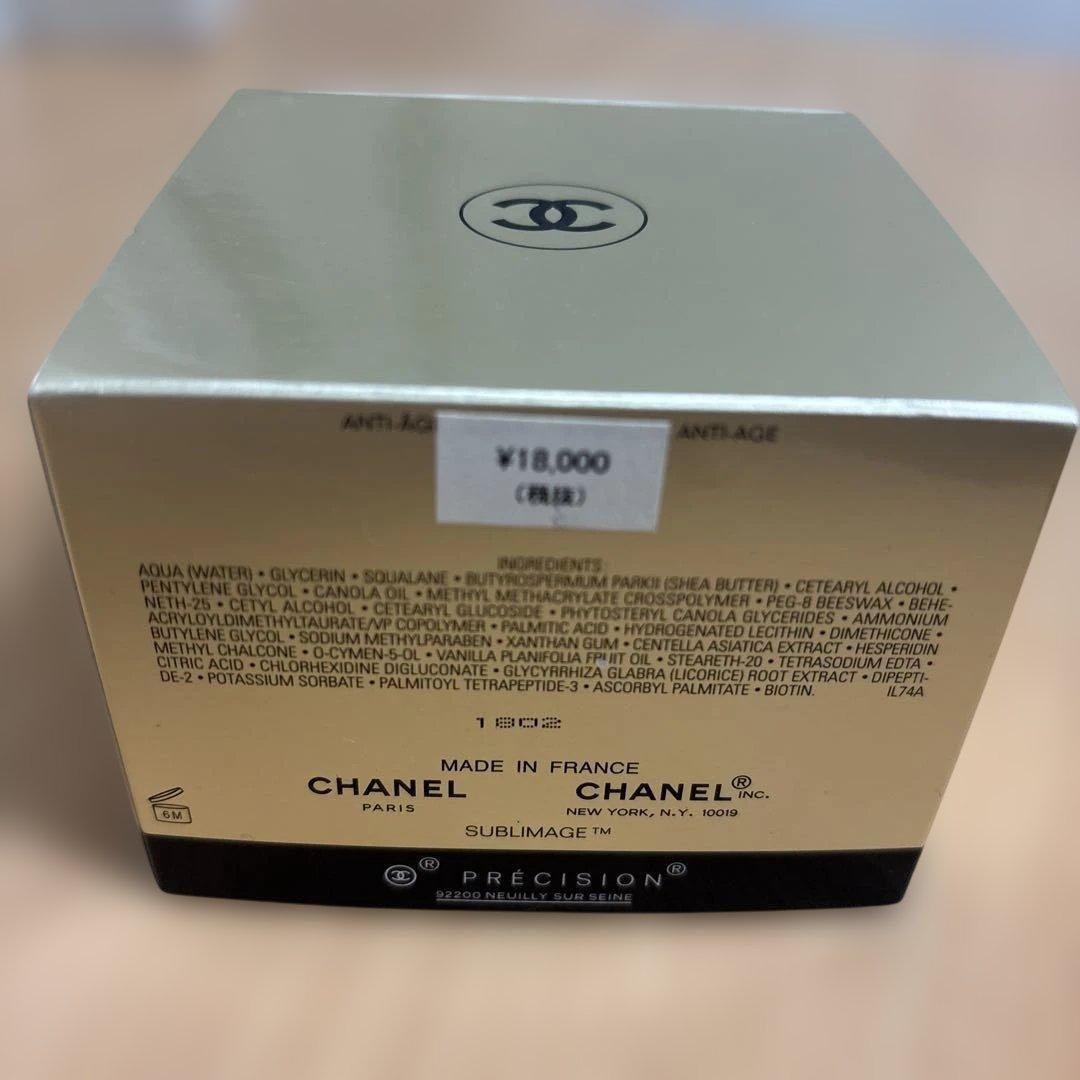 ANTI-ÂGE ANTI-AGE
¥18,000
(税抜)
INGREDIENTS:
AQUA (WATER) • GLYCERIN • SQUALANE • BUTYROSPERMUM PARKII (SHEA BUTTER) • CETEARYL ALCOHOL •
PENTYLENE GLYCOL • CANOLA OIL • METHYL METHACRYLATE CROSSPOLYMER • PEG-8 BEESWAX • BEHE-
NETH-25 • CETYL ALCOHOL • CETEARYL GLUCOSIDE • PHYTOSTERYL CANOLA GLYCERIDES • AMMONIUM
ACRYLOYLDIMETHYLTAURATE/VP COPOLYMER • PALMITIC ACID • HYDROGENATED LECITHIN • DIMETHICONE •
BUTYLENE GLYCOL • SODIUM METHYLPARABEN • XANTHAN GUM • CENTELLA ASIATICA EXTRACT • HESPERIDIN
METHYL CHALCONE • O-CYMEN-5-OL • VANILLA PLANIFOLIA FRUIT OIL • STEARETH-20 • TETRASODIUM EDTA •
CITRIC ACID • CHLORHEXIDINE DIGLUCONATE • GLYCYRRHIZA GLABRA (LICORICE) ROOT EXTRACT • DIPEPTI-
DE-2 • POTASSIUM SORBATE • PALMITOYL TETRAPEPTIDE-3 • ASCORBYL PALMITATE • BIOTIN. IL74A
1802
MADE IN FRANCE
CHANEL CHANEL® INC.
PARIS NEW YORK, N.Y. 10019
6M
SUBLIMAGE™
® PRÉCISION®
92200 NEUILLY SUR SEINE